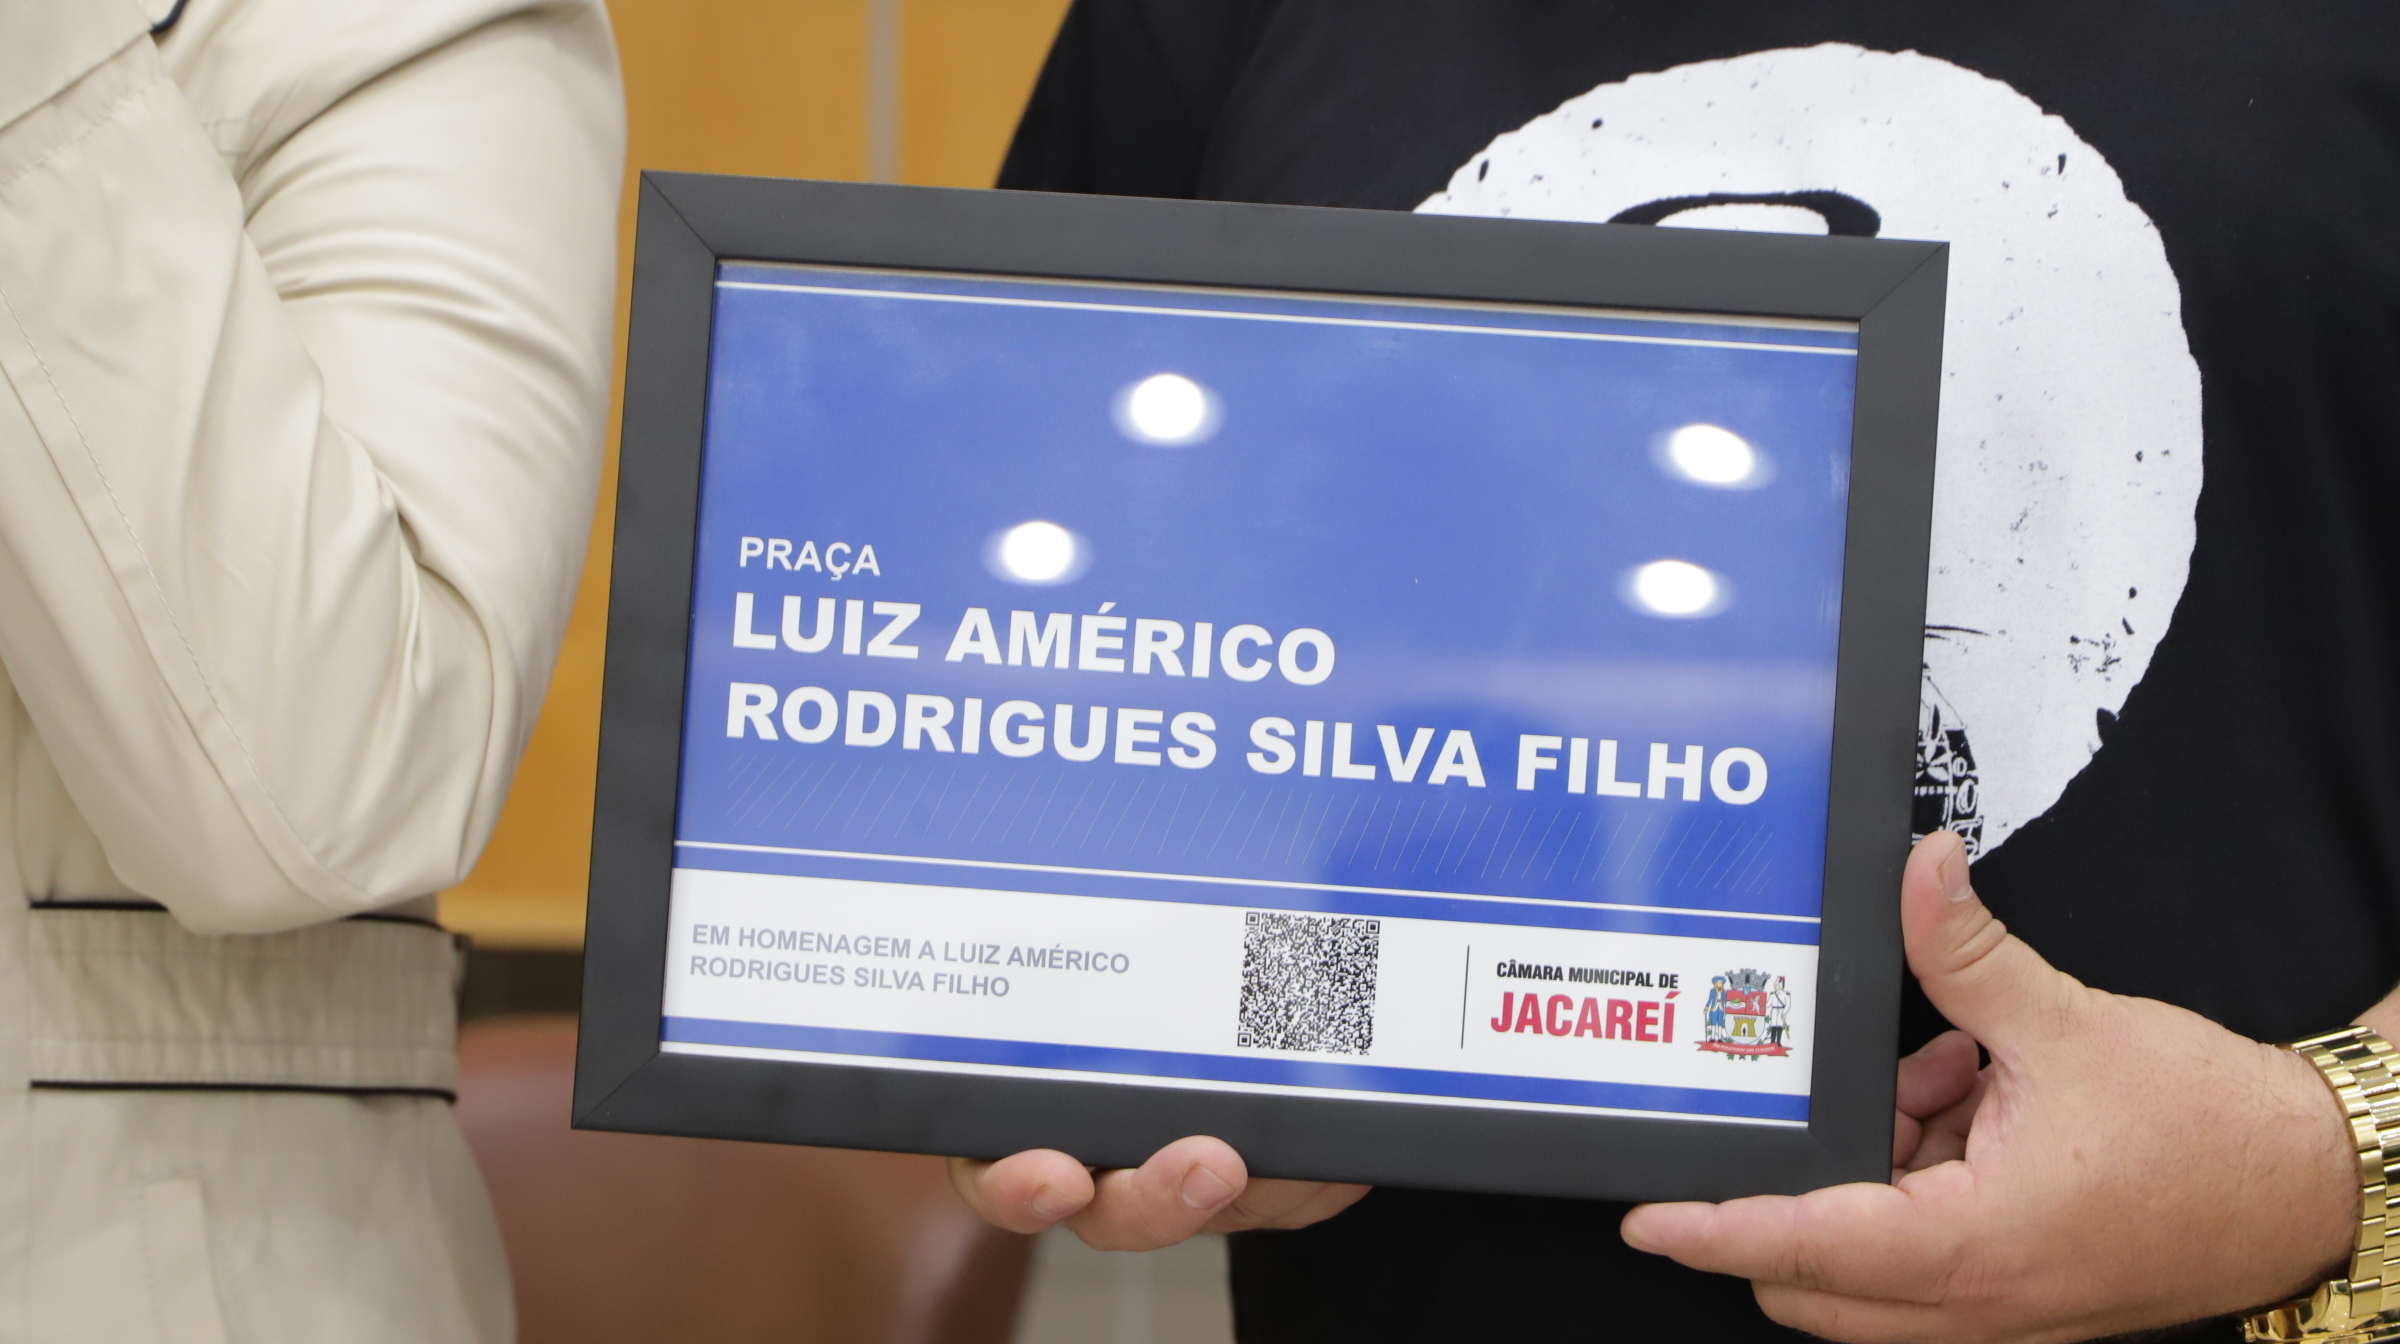 PRAÇA
LUIZ AMÉRICO
RODRIGUES SILVA FILHO
EM HOMENAGEM A LUIZ AMÉRICO
RODRIGUES SILVA FILHO
CÂMARA MUNICIPAL DE
JACAREÍ